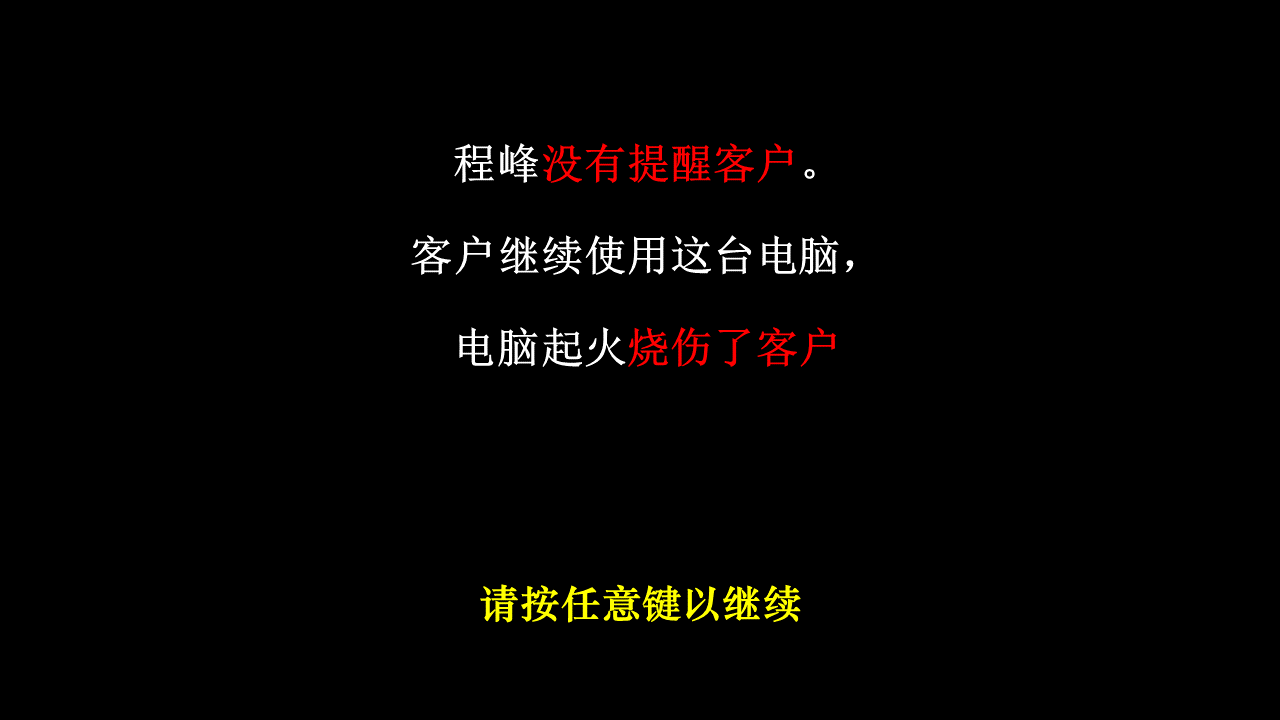 程峰没有提醒客户。
客户继续使用这台电脑，
电脑起火烧伤了客户
请按任意键以继续